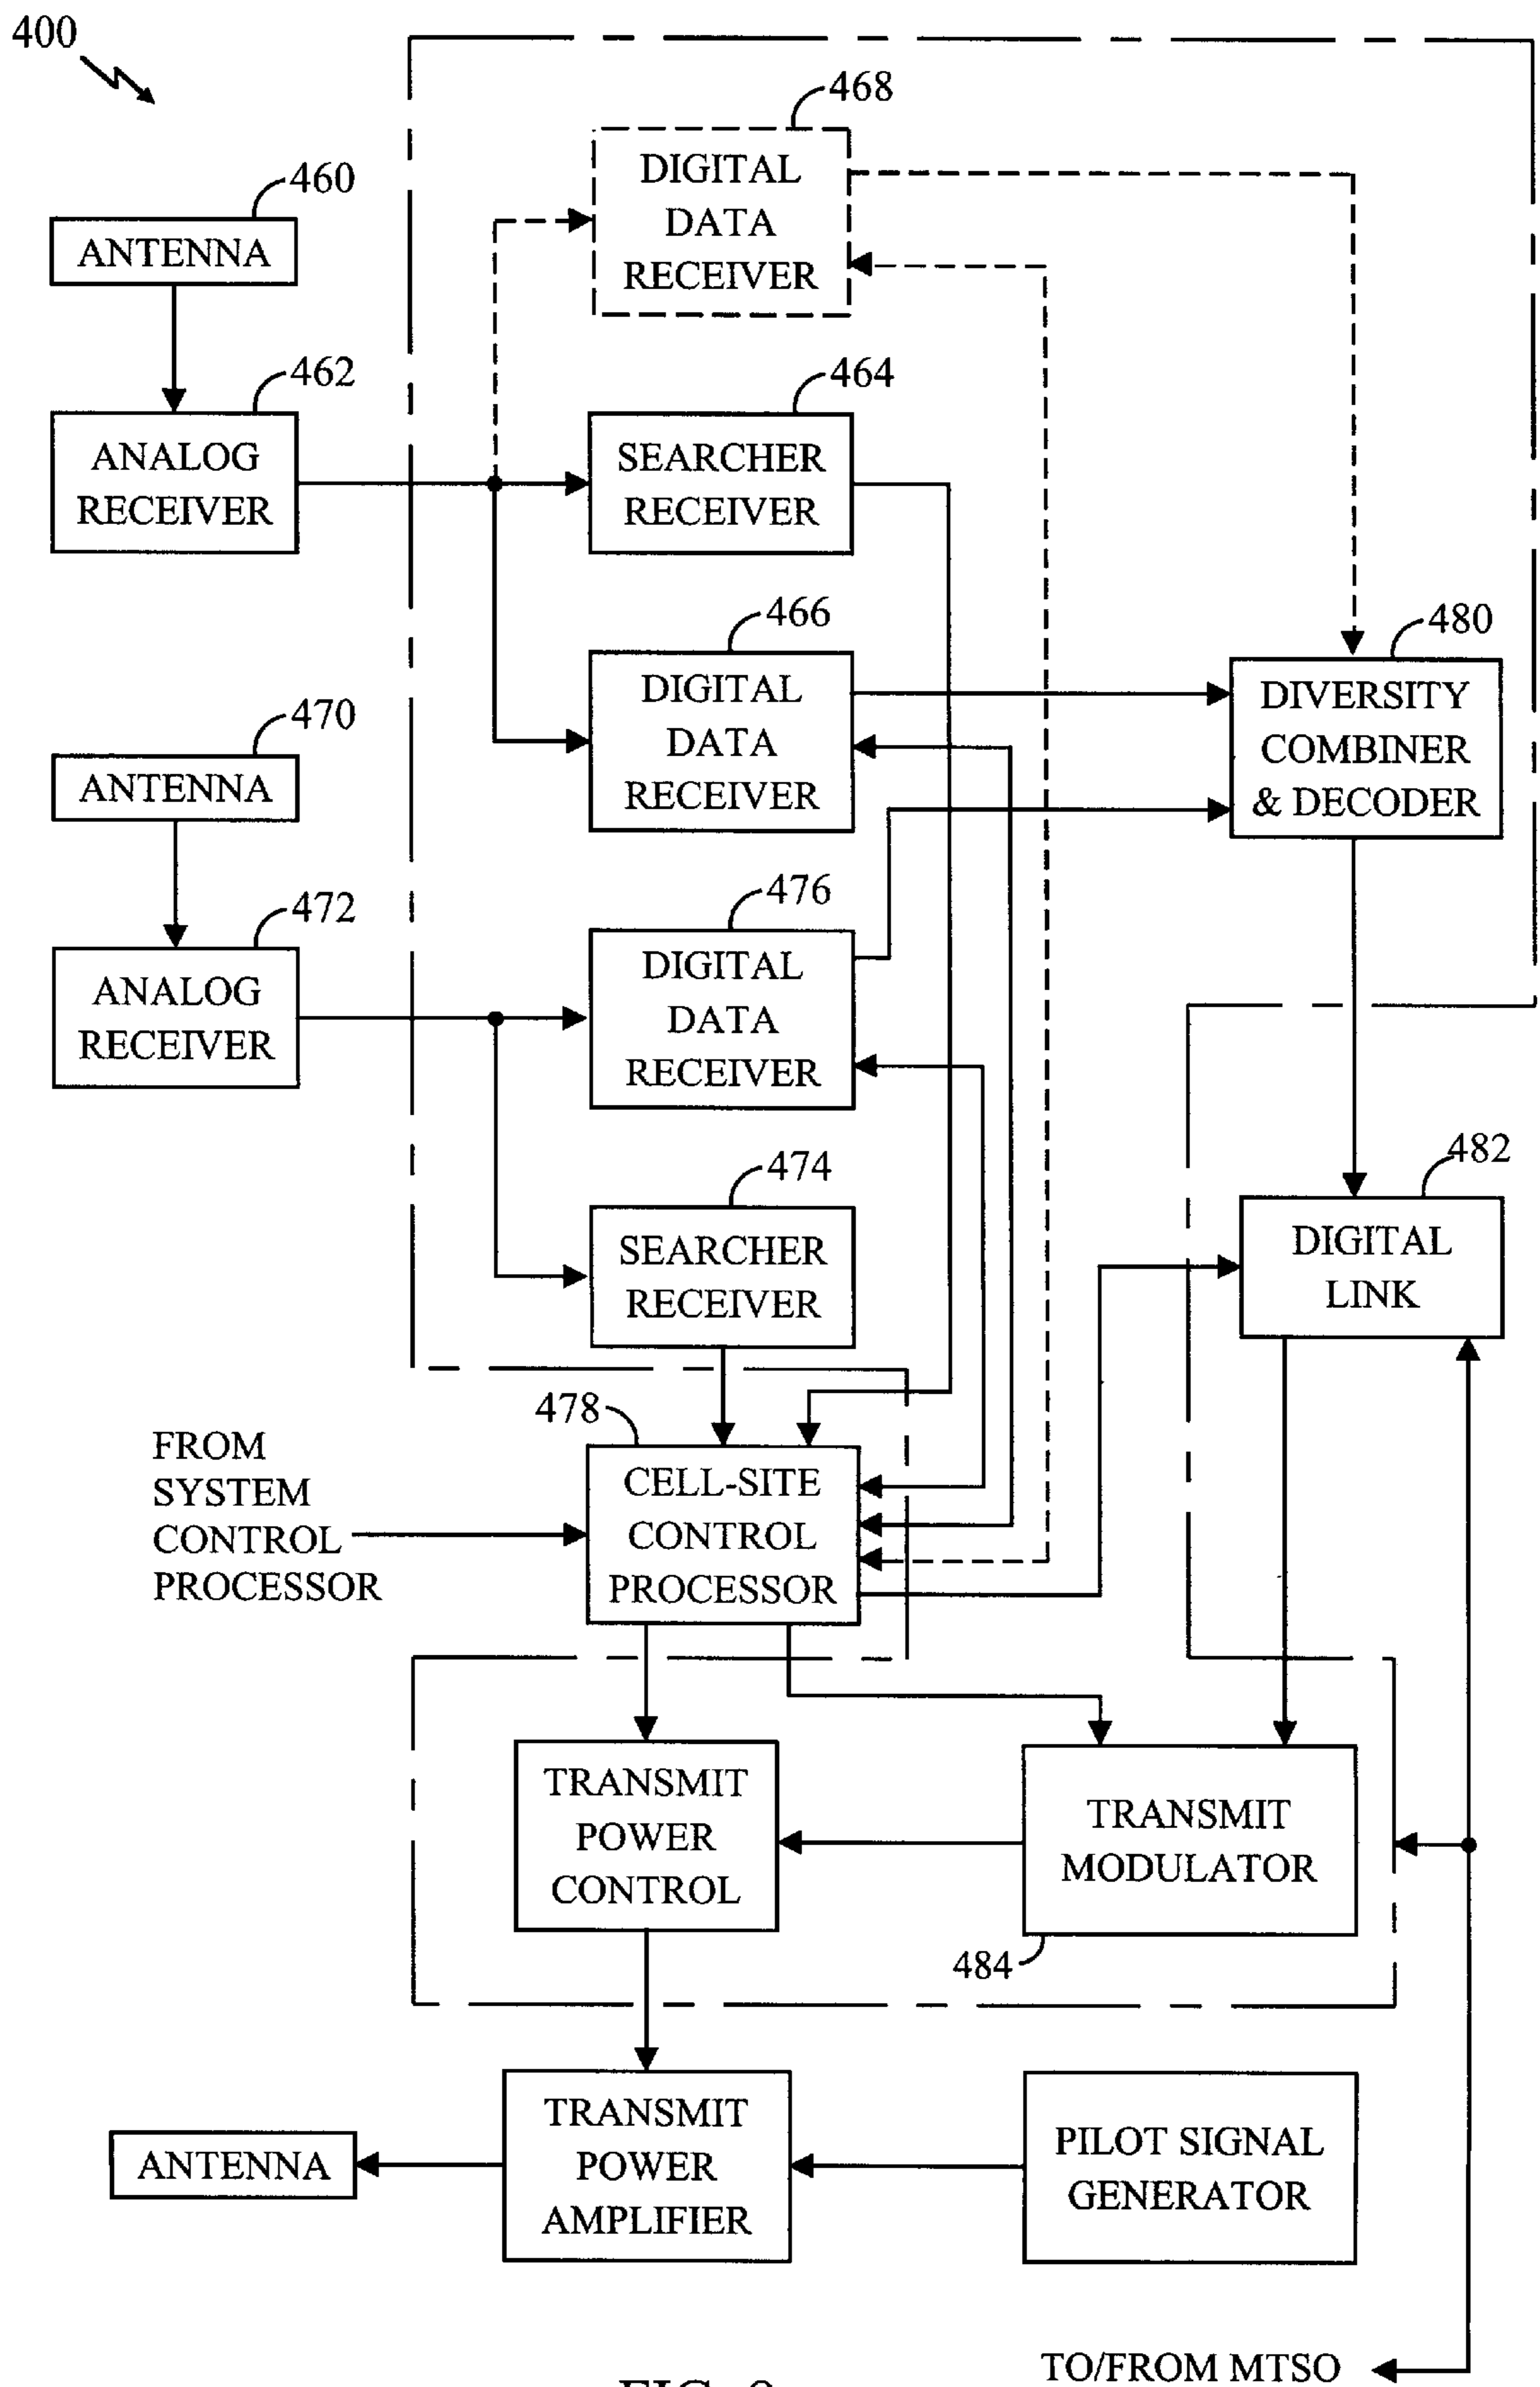 400
468
DIGITAL
DATA
RECEIVER
460
ANTENNA
462
ANALOG
RECEIVER
464
SEARCHER
RECEIVER
466
DIGITAL
DATA
RECEIVER
480
DIVERSITY
COMBINER
& DECODER
470
ANTENNA
472
ANALOG
RECEIVER
476
DIGITAL
DATA
RECEIVER
474
SEARCHER
RECEIVER
482
DIGITAL
LINK
478
CELL-SITE
CONTROL
PROCESSOR
FROM
SYSTEM
CONTROL
PROCESSOR
TRANSMIT
POWER
CONTROL
TRANSMIT
MODULATOR
484
TRANSMIT
POWER
AMPLIFIER
ANTENNA
PILOT SIGNAL
GENERATOR
TO/FROM MTSO